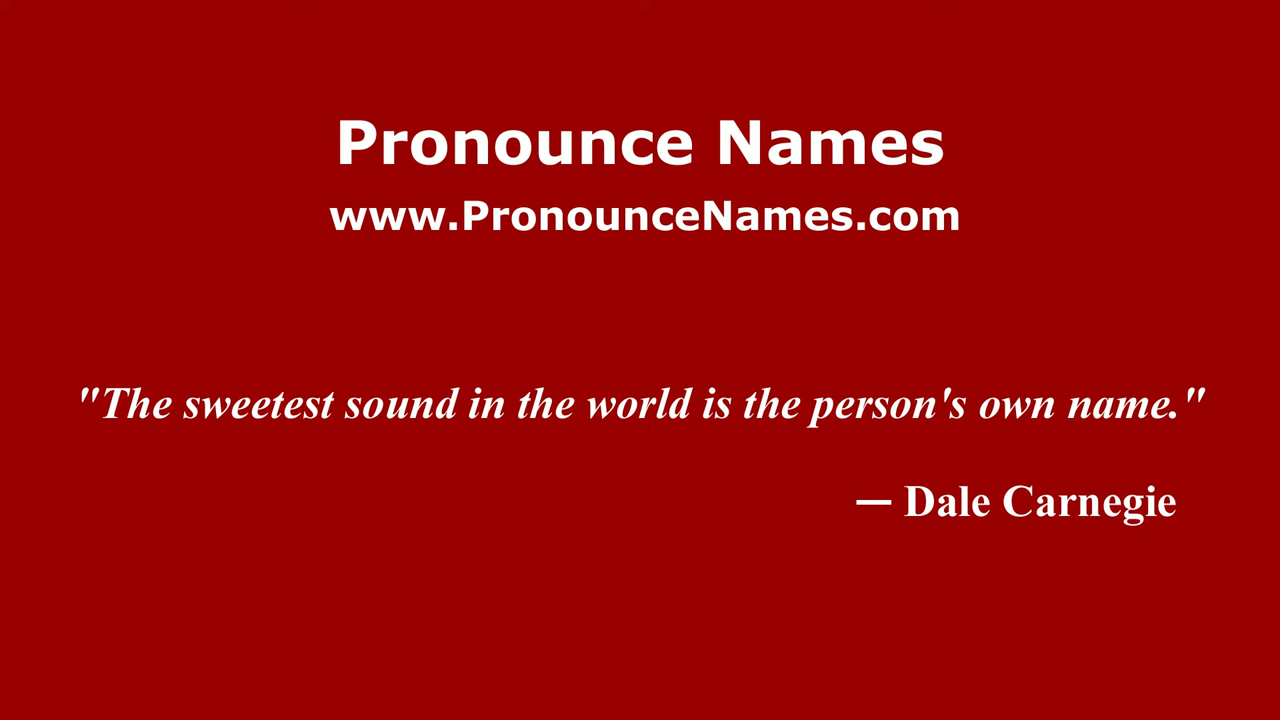 Pronounce Names
www.PronounceNames.com
"The sweetest sound in the world is the person's own name."
— Dale Carnegie